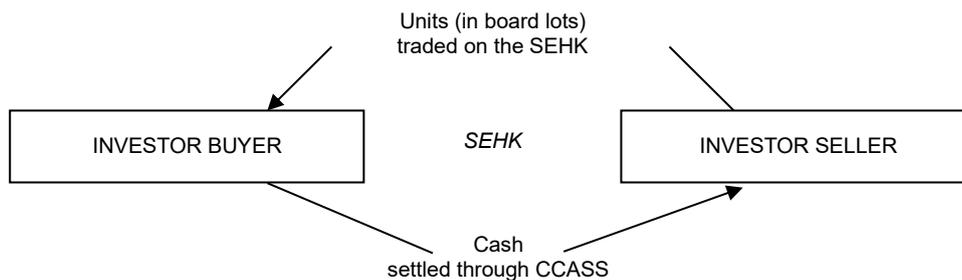 Units (in board lots)
traded on the SEHK
INVESTOR BUYER
SEHK
INVESTOR SELLER
Cash
settled through CCASS